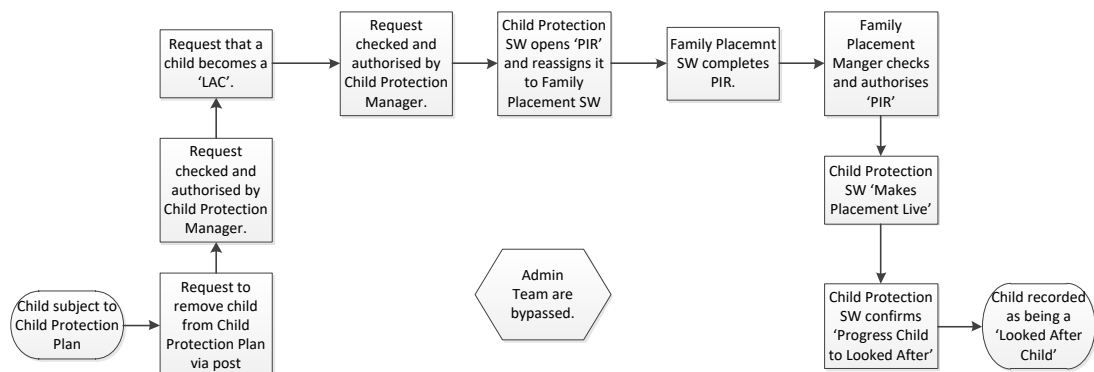 Child subject to
Child Protection
Plan
Request to
remove child
from Child
Protection Plan
via post
Request
checked and
authorised by
Child Protection
Manager.
Request that a
child becomes a
‘LAC’.
Request
checked and
authorised by
Child Protection
Manager.
Child Protection
SW opens ‘PIR’
and reassigns it
to Family
Placement SW
Family Placemnt
SW completes
PIR.
Family
Placement
Manger checks
and authorises
‘PIR’
Child Protection
SW ‘Makes
Placement Live’
Child Protection
SW confirms
‘Progress Child
to Looked After’
Child recorded
as being a
‘Looked After
Child’
Admin
Team are
bypassed.